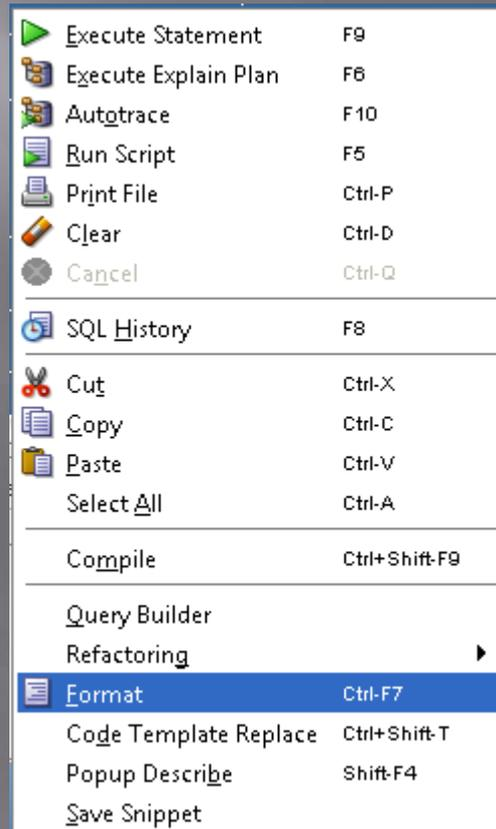 Execute Statement F9
Execute Explain Plan F6
Autotrace F10
Run Script F5
Print File Ctrl-P
Clear Ctrl-D
Cancel Ctrl-Q
SQL History F8
Cut Ctrl-X
Copy Ctrl-C
Paste Ctrl-V
Select All Ctrl-A
Compile Ctrl+Shift-F9
Query Builder
Refactoring
Format Ctrl-F7
Code Template Replace Ctrl+Shift-T
Popup Describe Shift-F4
Save Snippet